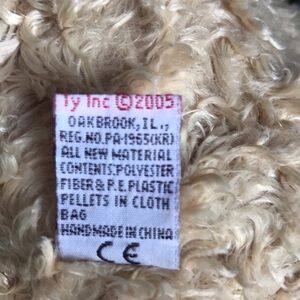 Ty Inc ©2005
OAKBROOK, IL.,
REG.NO.PA-1965(KR)
ALL NEW MATERIAL
CONTENTS:POLYESTER
FIBER & P.E.PLASTIC
PELLETS IN CLOTH
BAG
HANDMADE IN CHINA
CE